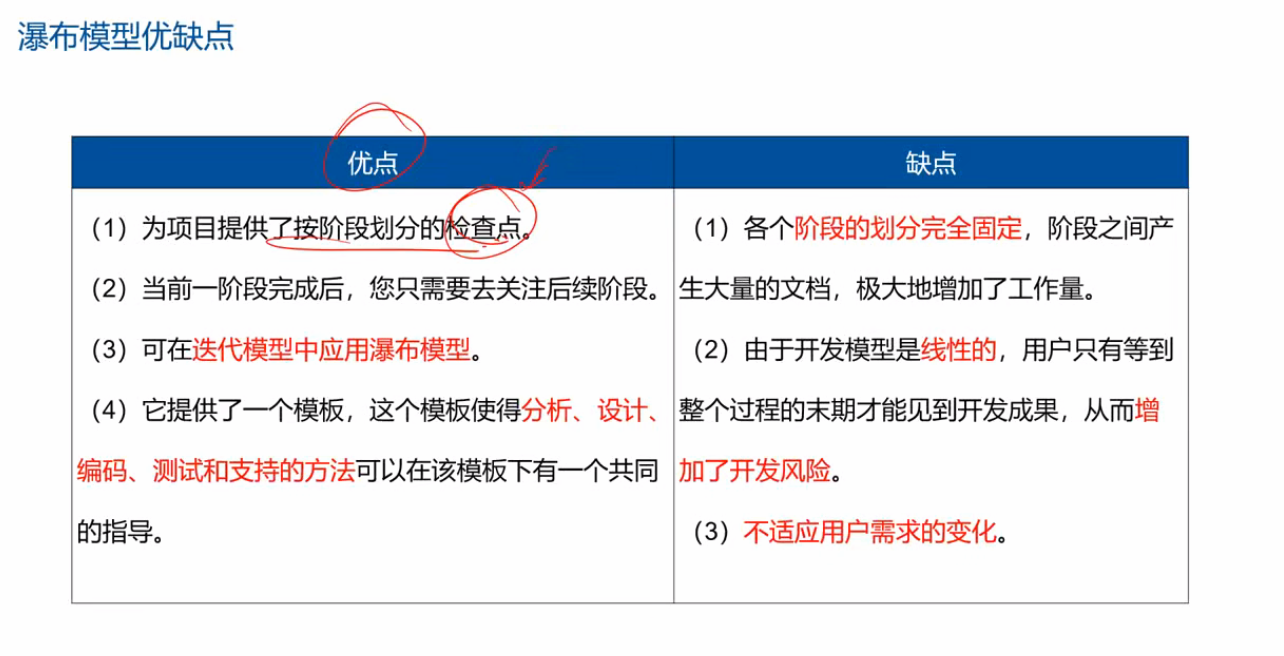 瀑布模型优缺点
优点
缺点
（1）为项目提供了按阶段划分的检查点。
（2）当前一阶段完成后，您只需要去关注后续阶段。
（3）可在迭代模型中应用瀑布模型。
（4）它提供了一个模板，这个模板使得分析、设计、
编码、测试和支持的方法可以在该模板下有一个共同
的指导。
（1）各个阶段的划分完全固定，阶段之间产
生大量的文档，极大地增加了工作量。
（2）由于开发模型是线性的，用户只有等到
整个过程的末期才能见到开发成果，从而增
加了开发风险。
（3）不适应用户需求的变化。